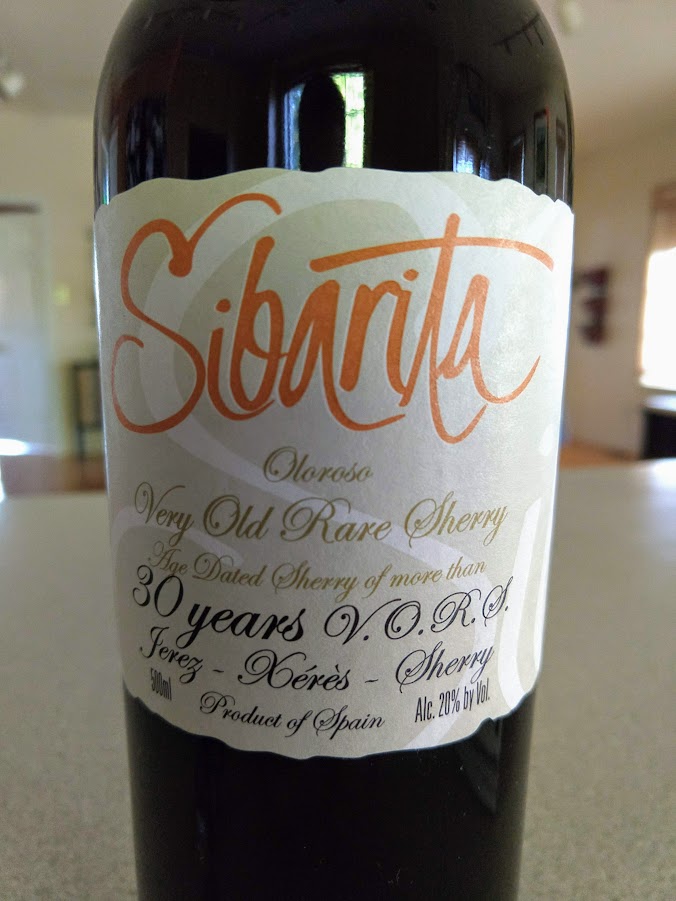 Sibarita
Oloroso
Very Old Rare Sherry
Age Dated Sherry of more than
30 years V.O.R.S.
Jerez - Xérès - Sherry
500ml
Product of Spain
Alc. 20% by Vol.